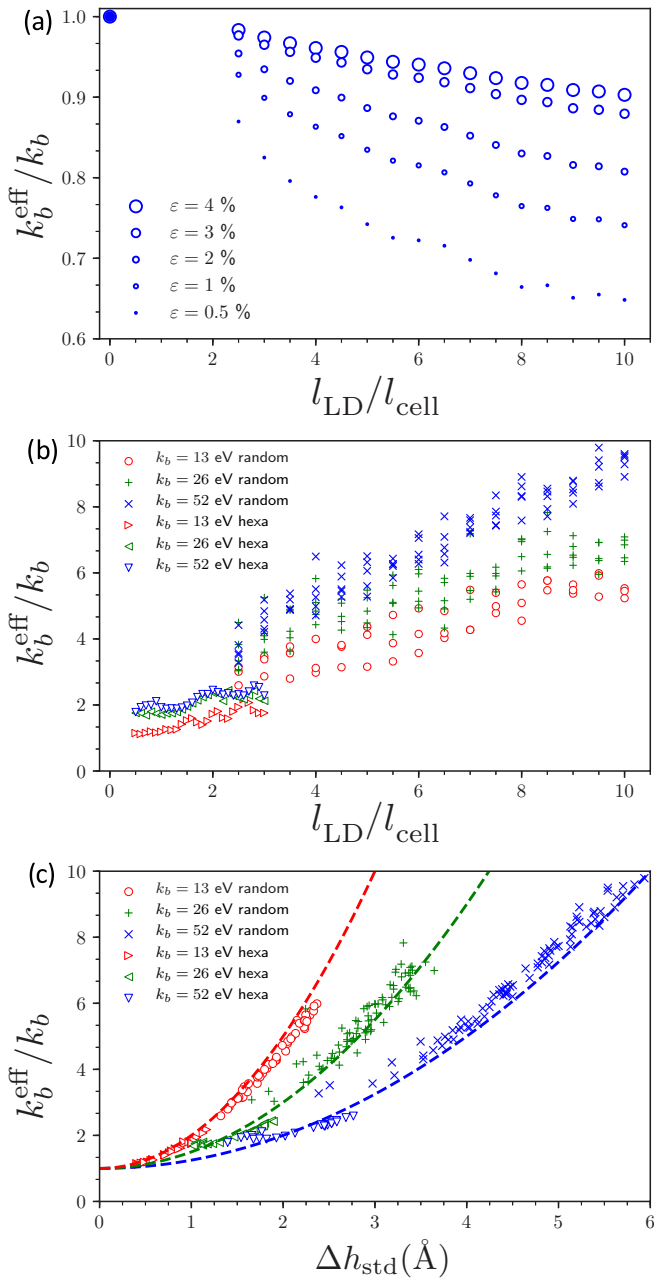 (a)
1.0
0.9
0.8
0.7
0.6
k_b^eff/k_b
ε = 4 %
ε = 3 %
ε = 2 %
ε = 1 %
ε = 0.5 %
0 2 4 6 8 10
l_LD/l_cell
(b)
10
8
6
4
2
0
k_b^eff/k_b
k_b = 13 eV random
k_b = 26 eV random
k_b = 52 eV random
k_b = 13 eV hexa
k_b = 26 eV hexa
k_b = 52 eV hexa
0 2 4 6 8 10
l_LD/l_cell
(c)
10
8
6
4
2
0
k_b^eff/k_b
k_b = 13 eV random
k_b = 26 eV random
k_b = 52 eV random
k_b = 13 eV hexa
k_b = 26 eV hexa
k_b = 52 eV hexa
0 1 2 3 4 5 6
Δh_std(Å)